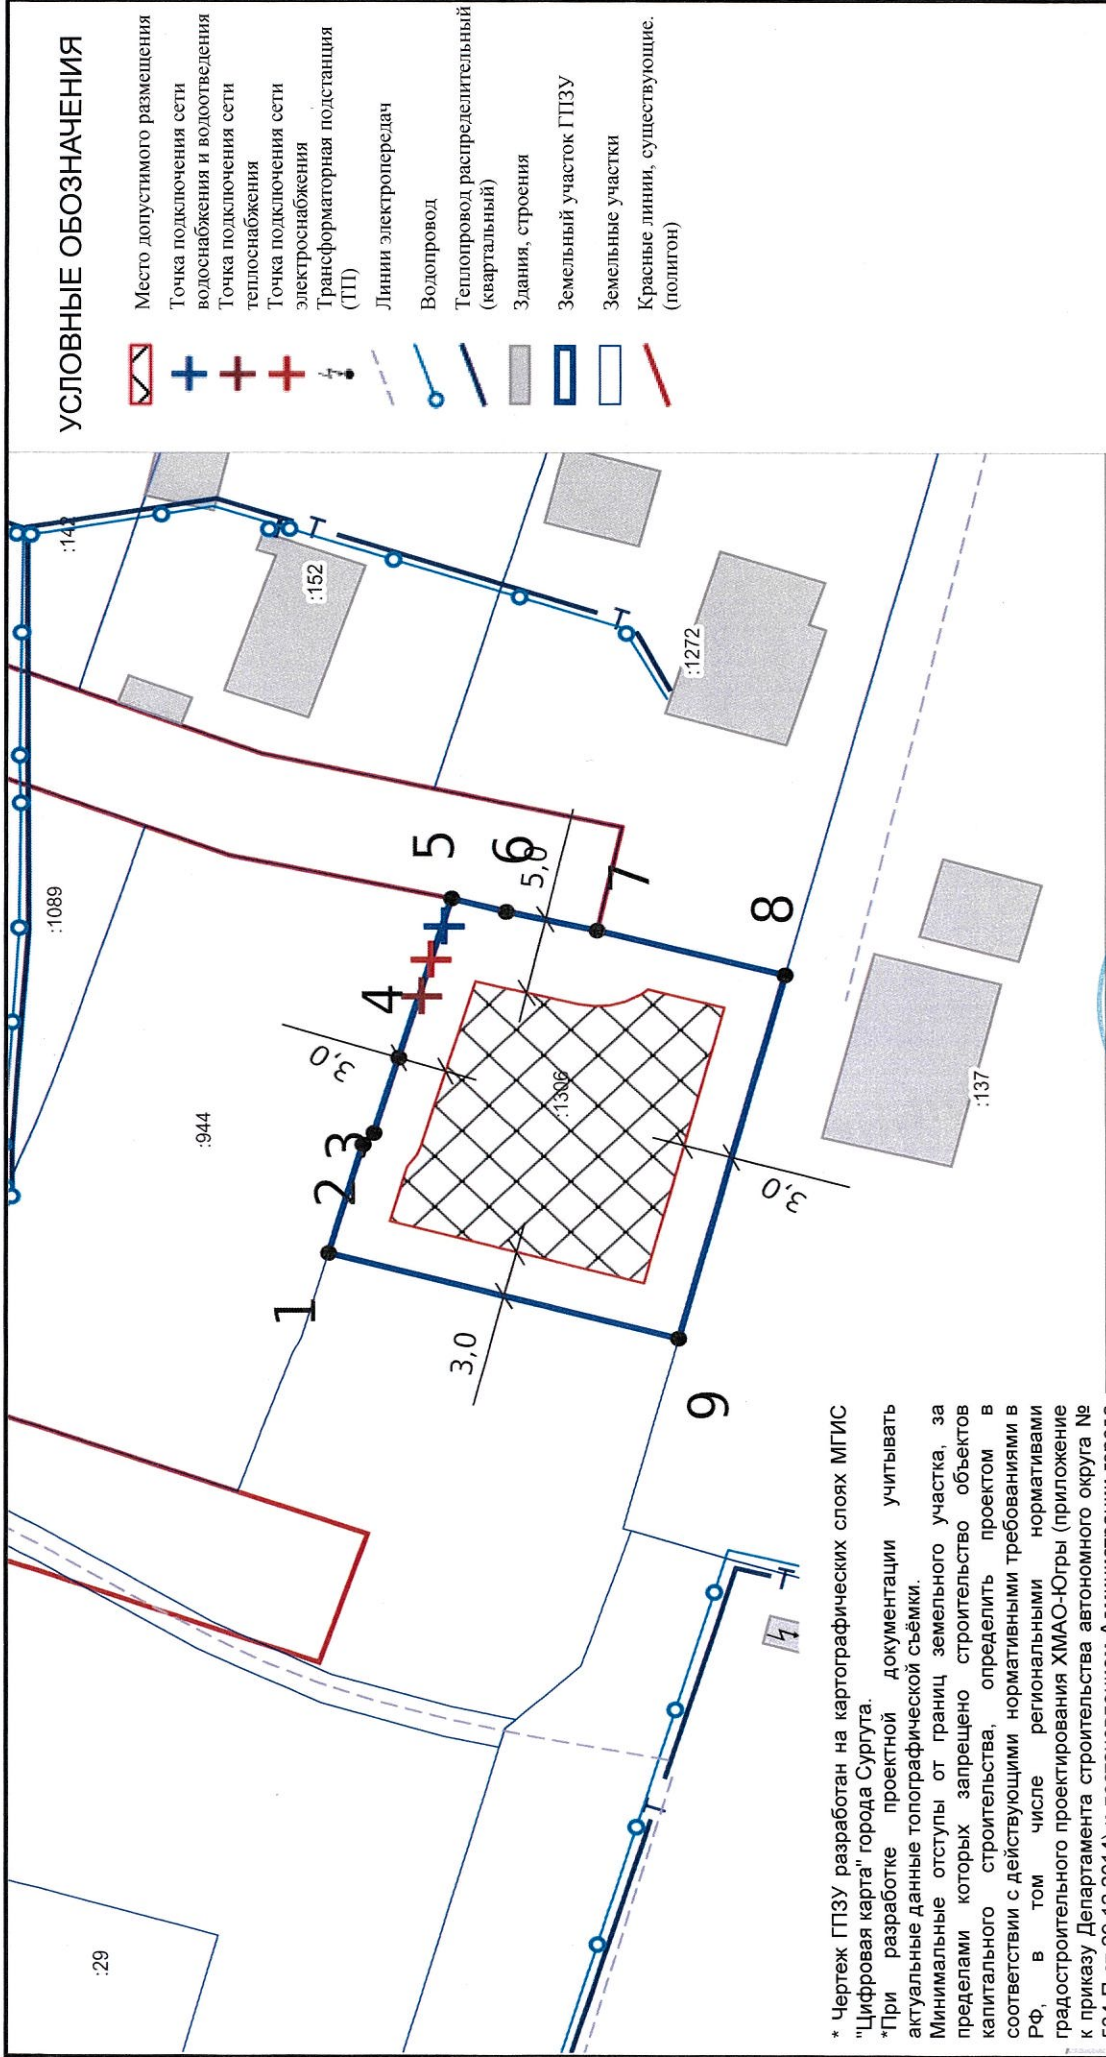 УСЛОВНЫЕ ОБОЗНАЧЕНИЯ
Место допустимого размещения
Точка подключения сети
водоснабжения и водоотведения
Точка подключения сети
теплоснабжения
Точка подключения сети
электроснабжения
Трансформаторная подстанция
(ТП)
Линии электропередач
Водопровод
Теплопровод распределительный
(квартальный)
Здания, строения
Земельный участок ГПЗУ
Земельные участки
Красные линии, существующие.
(полигон)
:29
:944
:1089
:142
:152
:1272
:1306
:137
1
2
3
4
5
6
7
8
9
3,0
3,0
5,0
3,0
Т
Т
Т
Т
* Чертеж ГПЗУ разработан на картографических слоях МГИС
"Цифровая карта" города Сургута.
*При разработке проектной документации учитывать
актуальные данные топографической съёмки.
Минимальные отступы от границ земельного участка, за
пределами которых запрещено строительство объектов
капитального строительства, определить проектом в
соответствии с действующими нормативными требованиями в
РФ, в том числе региональными нормативами
градостроительного проектирования ХМАО-Югры (приложение
к приказу Департамента строительства автономного округа №